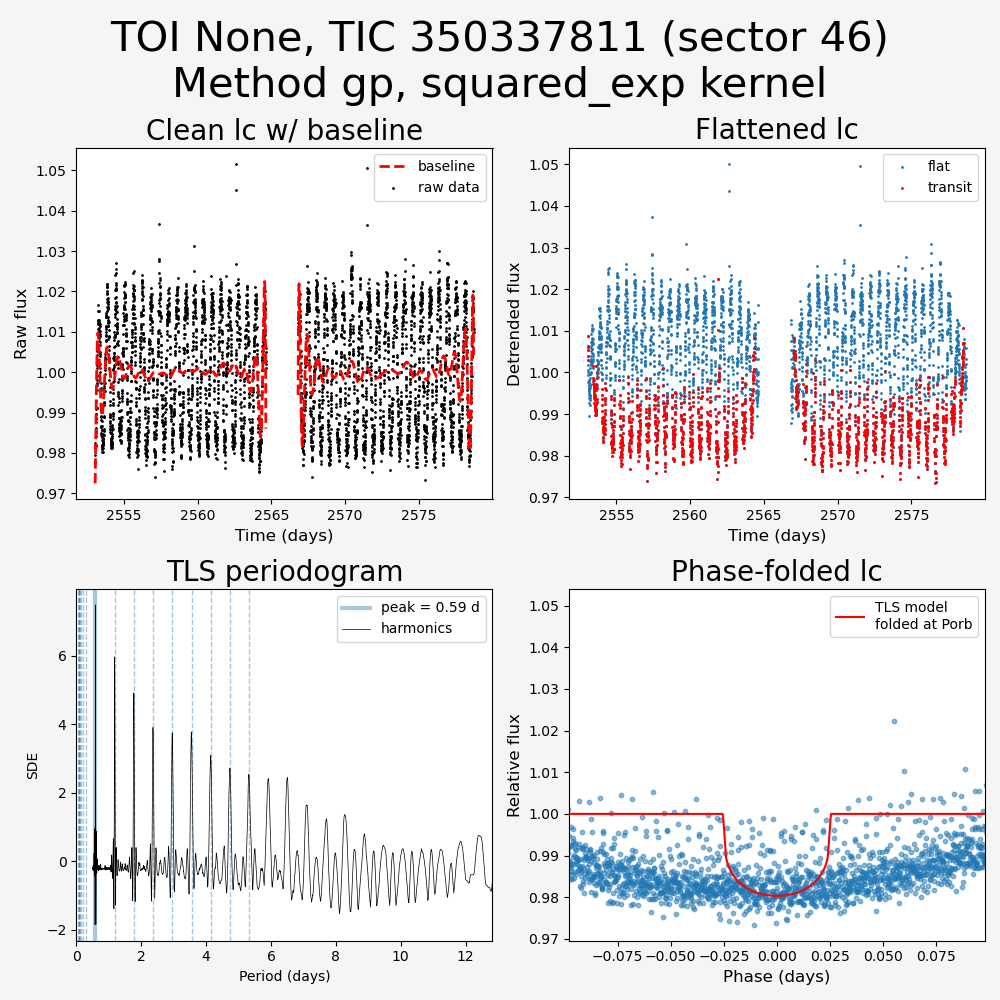 TOI None, TIC 350337811 (sector 46)
Method gp, squared_exp kernel
Clean lc w/ baseline
Raw flux
1.05
1.04
1.03
1.02
1.01
1.00
0.99
0.98
0.97
baseline
raw data
2555 2560 2565 2570 2575
Time (days)
Flattened lc
Detrended flux
1.05
1.04
1.03
1.02
1.01
1.00
0.99
0.98
0.97
flat
transit
2555 2560 2565 2570 2575
Time (days)
TLS periodogram
SDE
6
4
2
0
−2
peak = 0.59 d
harmonics
0 2 4 6 8 10 12
Period (days)
Phase-folded lc
Relative flux
1.05
1.04
1.03
1.02
1.01
1.00
0.99
0.98
0.97
TLS model
folded at Porb
−0.075 −0.050 −0.025 0.000 0.025 0.050 0.075
Phase (days)